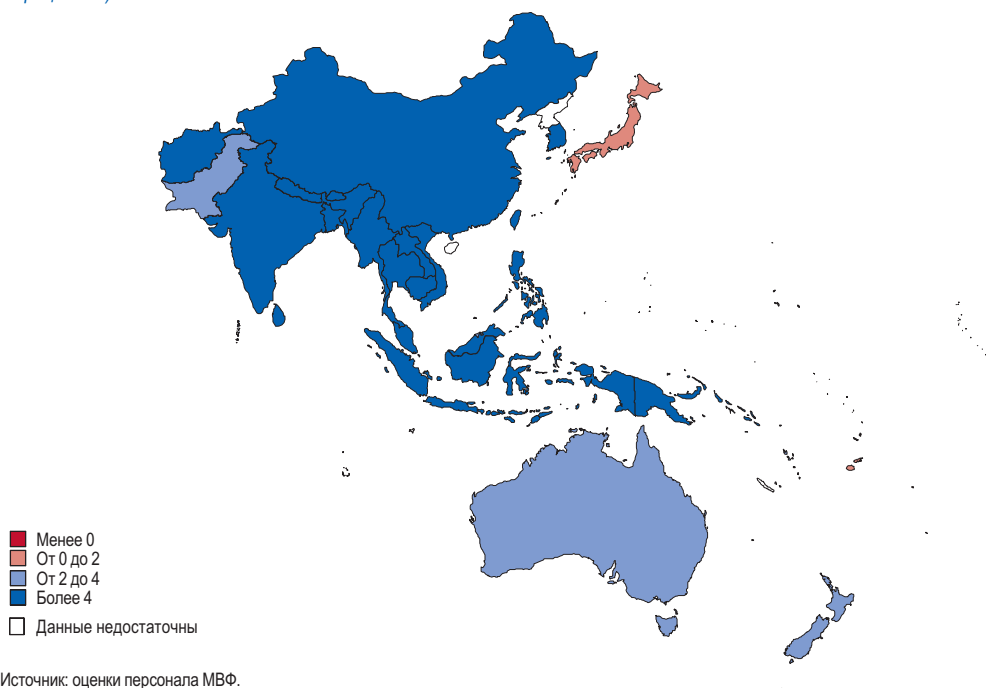 Менее 0
От 0 до 2
От 2 до 4
Более 4
Данные недостаточны
Источник: оценки персонала МВФ.